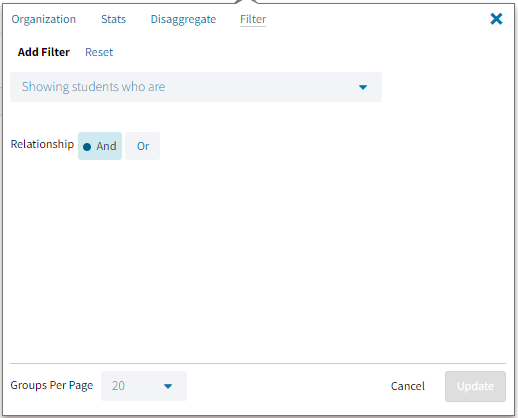 Organization Stats Disaggregate Filter
Add Filter Reset
Showing students who are
Relationship And Or
Groups Per Page 20 Cancel Update